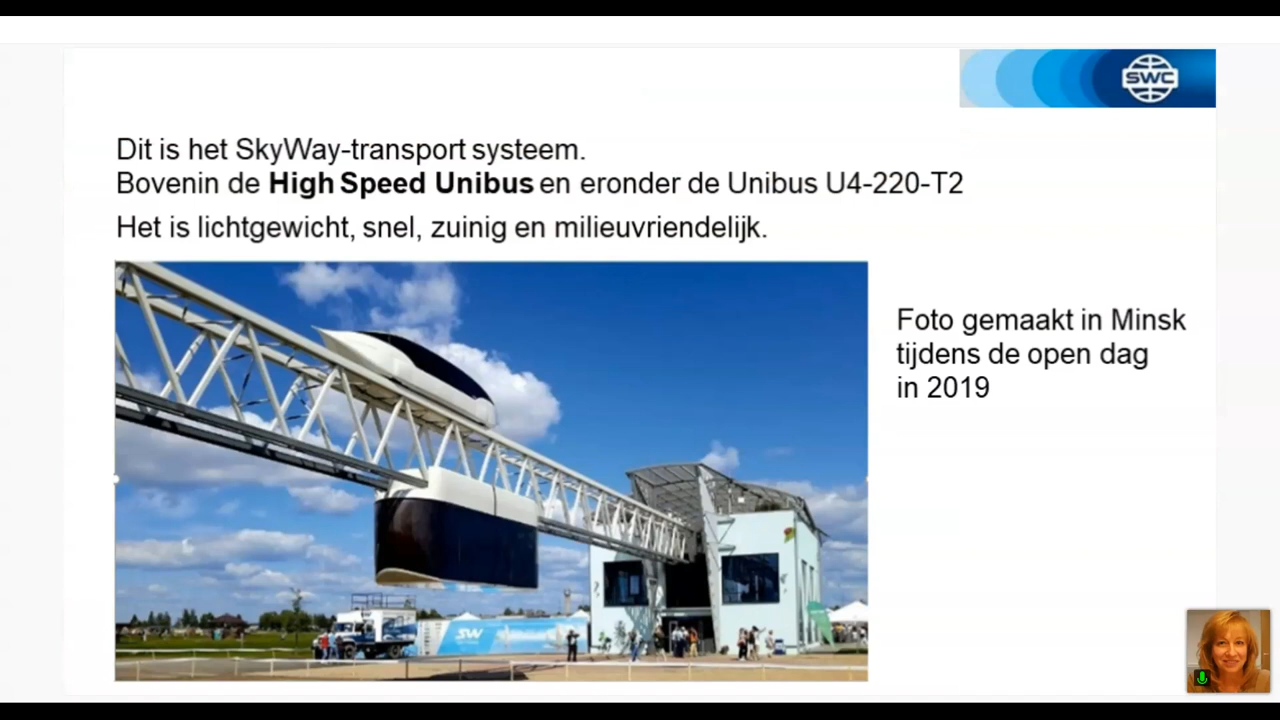 SWC
Dit is het SkyWay-transport systeem.
Bovenin de High Speed Unibus en eronder de Unibus U4-220-T2
Het is lichtgewicht, snel, zuinig en milieuvriendelijk.
Foto gemaakt in Minsk
tijdens de open dag
in 2019
SW